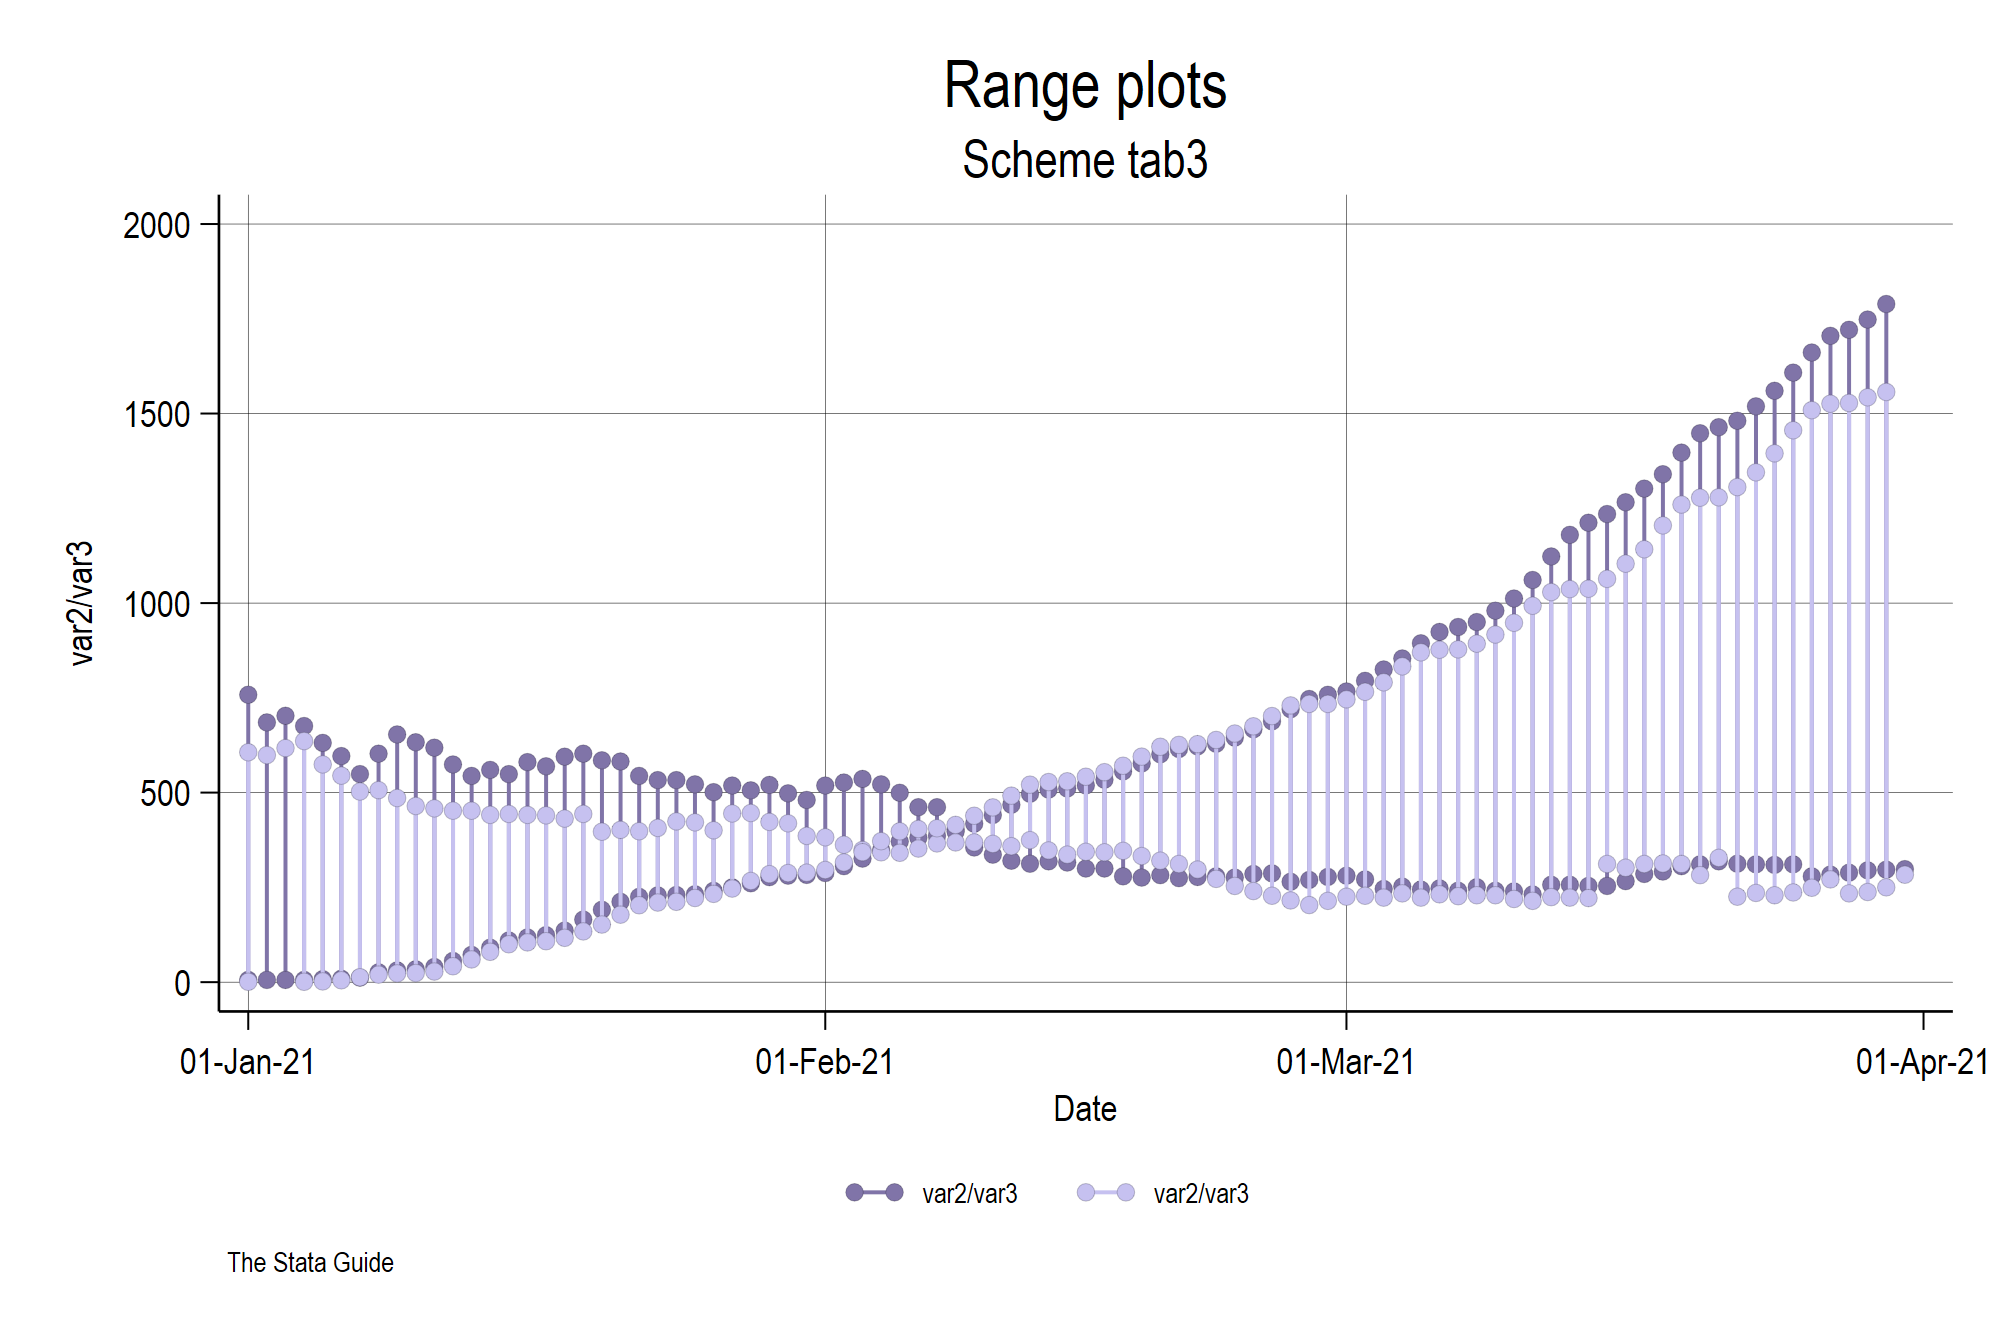 Range plots
Scheme tab3
2000
1500
1000
500
0
var2/var3
01-Jan-21
01-Feb-21
01-Mar-21
01-Apr-21
Date
var2/var3
var2/var3
The Stata Guide